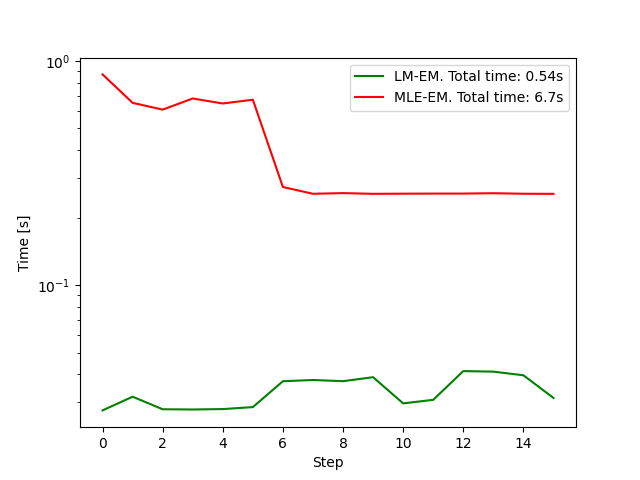 LM-EM. Total time: 0.54s
MLE-EM. Total time: 6.7s
10⁰
10⁻¹
Time [s]
0 2 4 6 8 10 12 14
Step